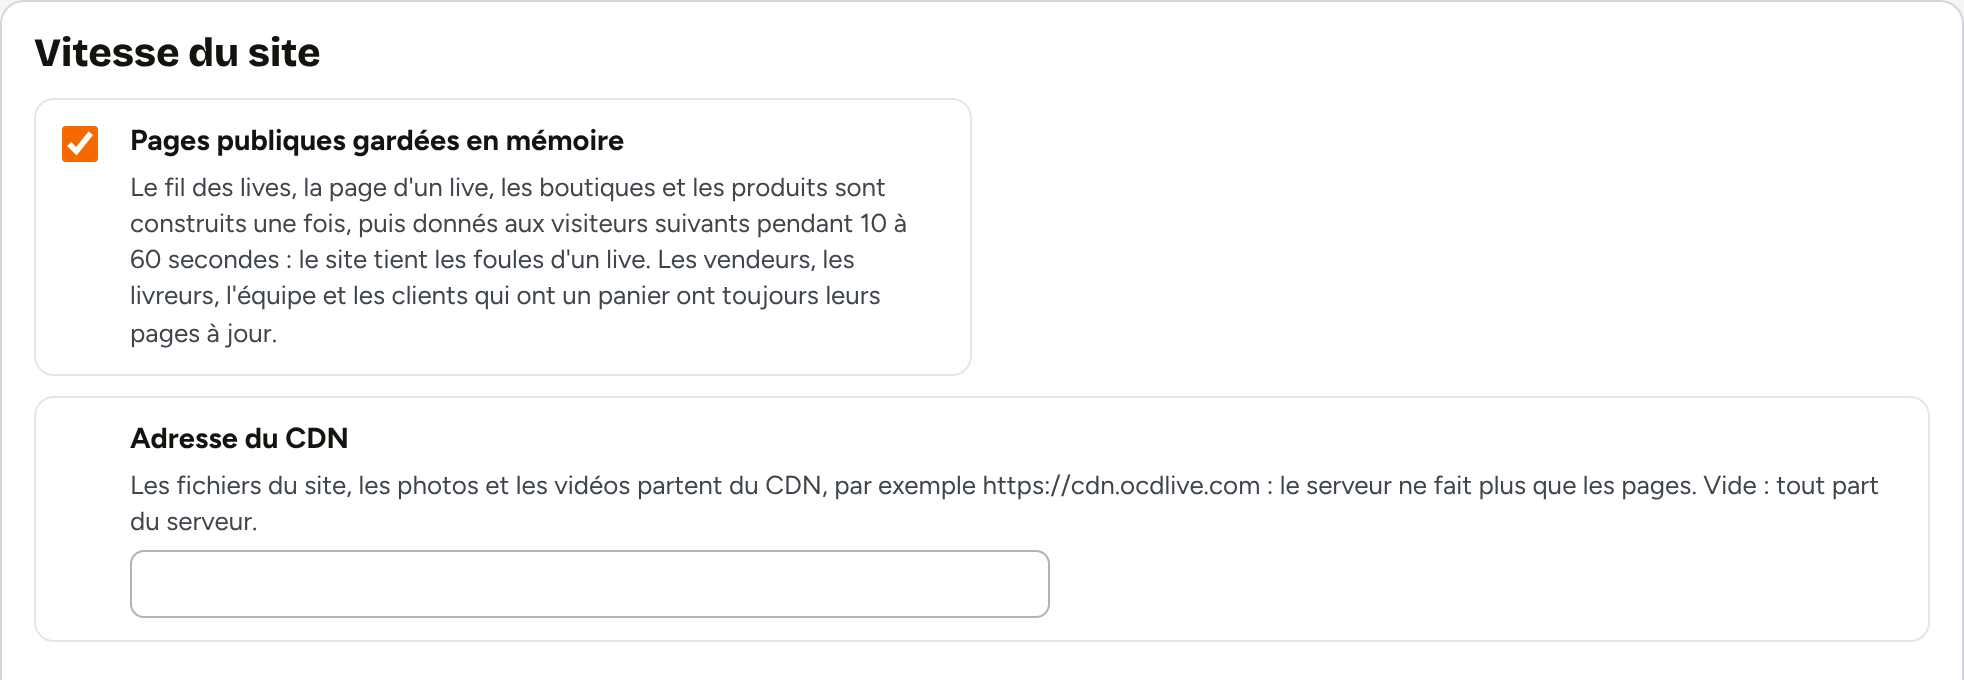 Vitesse du site
Pages publiques gardées en mémoire
Le fil des lives, la page d'un live, les boutiques et les produits sont
construits une fois, puis donnés aux visiteurs suivants pendant 10 à
60 secondes : le site tient les foules d'un live. Les vendeurs, les
livreurs, l'équipe et les clients qui ont un panier ont toujours leurs
pages à jour.
Adresse du CDN
Les fichiers du site, les photos et les vidéos partent du CDN, par exemple https://cdn.ocdlive.com : le serveur ne fait plus que les pages. Vide : tout part
du serveur.